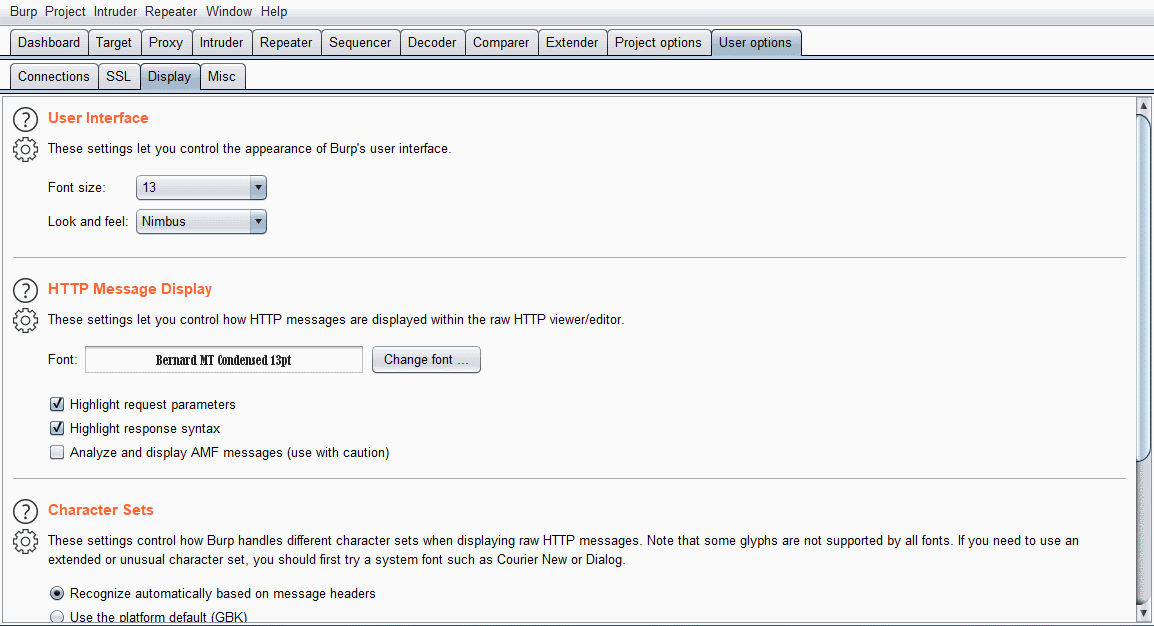 Burp Project Intruder Repeater Window Help
Dashboard Target Proxy Intruder Repeater Sequencer Decoder Comparer Extender Project options User options
Connections SSL Display Misc
? User Interface
These settings let you control the appearance of Burp's user interface.
Font size: 13
Look and feel: Nimbus
? HTTP Message Display
These settings let you control how HTTP messages are displayed within the raw HTTP viewer/editor.
Font: Bernard MT Condensed 13pt Change font ...
Highlight request parameters
Highlight response syntax
Analyze and display AMF messages (use with caution)
? Character Sets
These settings control how Burp handles different character sets when displaying raw HTTP messages. Note that some glyphs are not supported by all fonts. If you need to use an
extended or unusual character set, you should first try a system font such as Courier New or Dialog.
Recognize automatically based on message headers
Use the platform default (GBK)